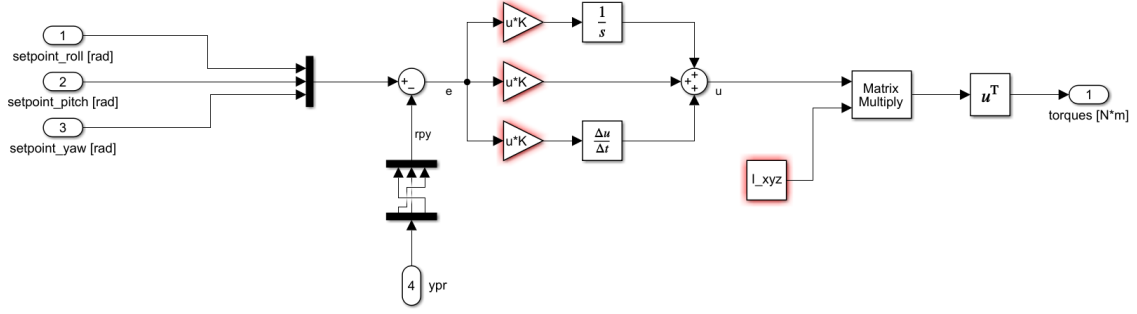 1
setpoint_roll [rad]
2
setpoint_pitch [rad]
3
setpoint_yaw [rad]
+
−
e
rpy
4
ypr
u*K
1
s
u*K
u*K
Δu
Δt
+
+
+
u
I_xyz
Matrix
Multiply
uᵀ
1
torques [N*m]